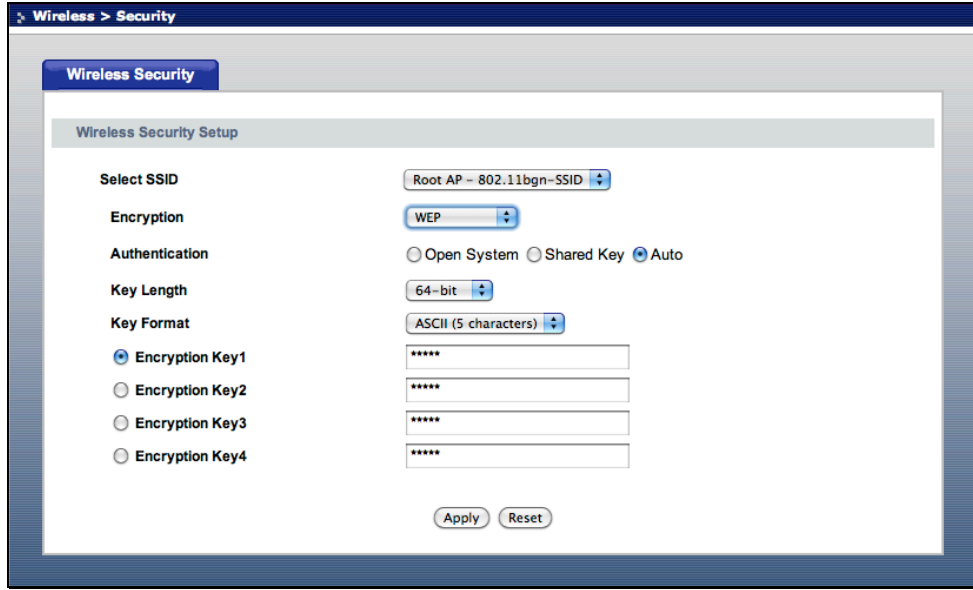 Wireless > Security
Wireless Security
Wireless Security Setup
Select SSID Root AP – 802.11bgn-SSID
Encryption WEP
Authentication Open System Shared Key Auto
Key Length 64-bit
Key Format ASCII (5 characters)
Encryption Key1 *****
Encryption Key2 *****
Encryption Key3 *****
Encryption Key4 *****
Apply Reset